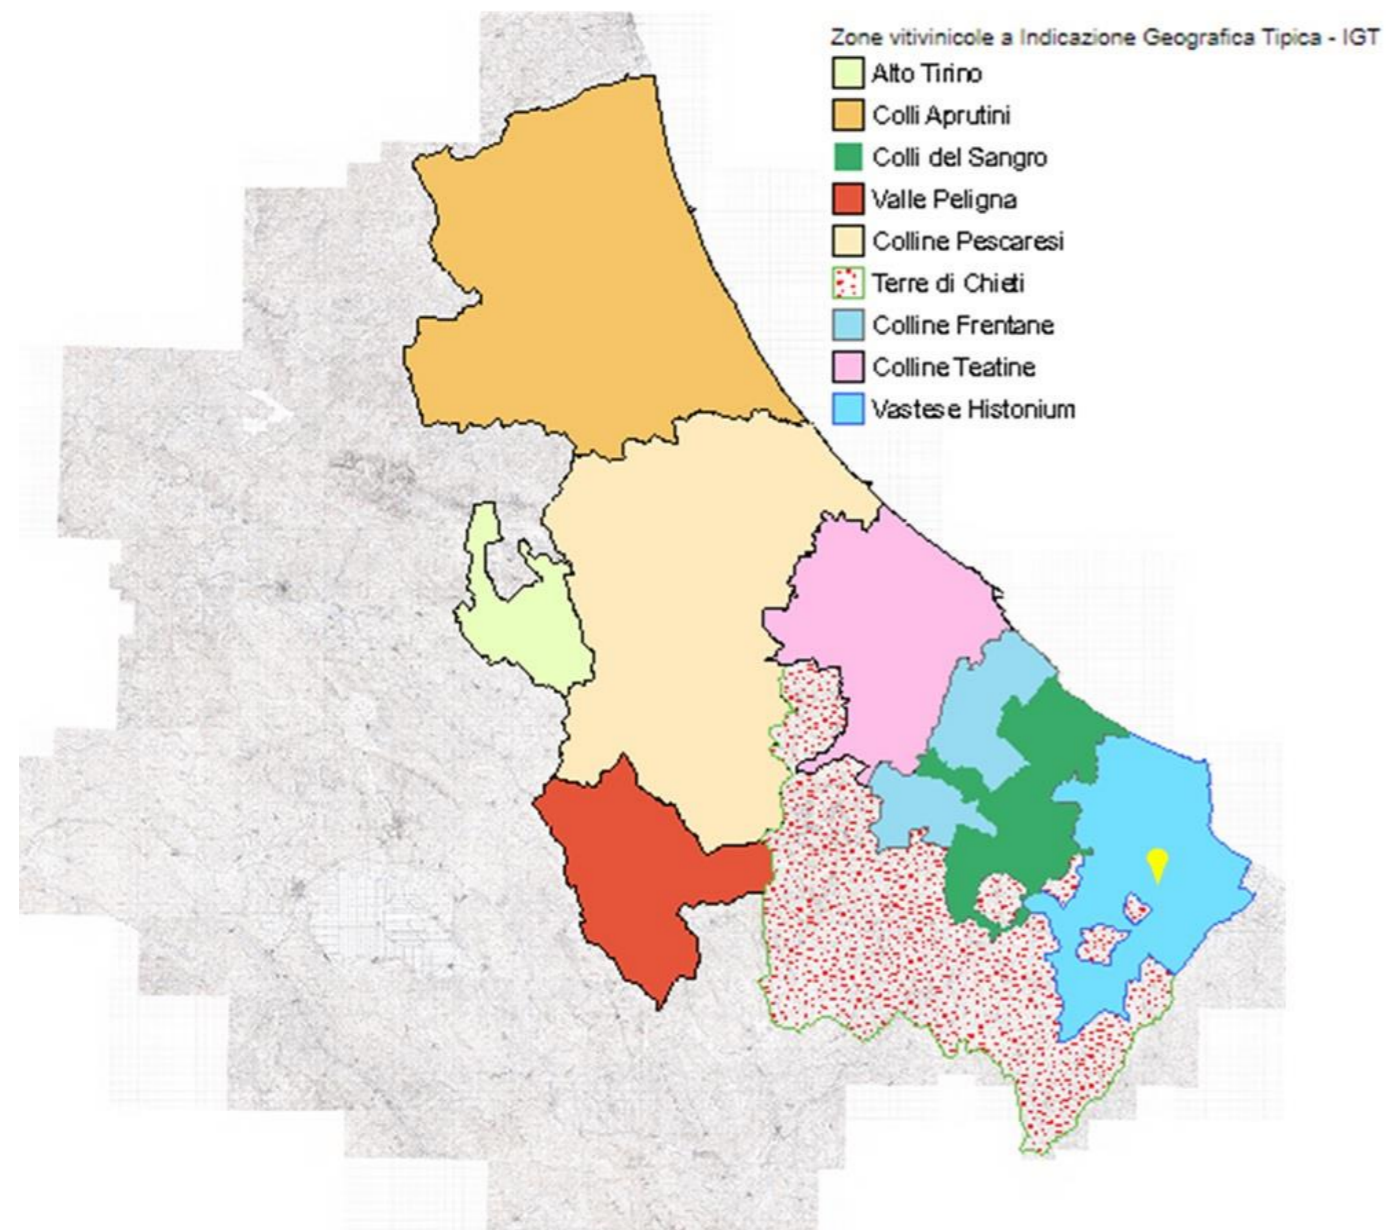 Zone vitivinicole a Indicazione Geografica Tipica - IGT
Alto Tirino
Colli Aprutini
Colli del Sangro
Valle Peligna
Colline Pescaresi
Terre di Chieti
Colline Frentane
Colline Teatine
Vastese Histonium